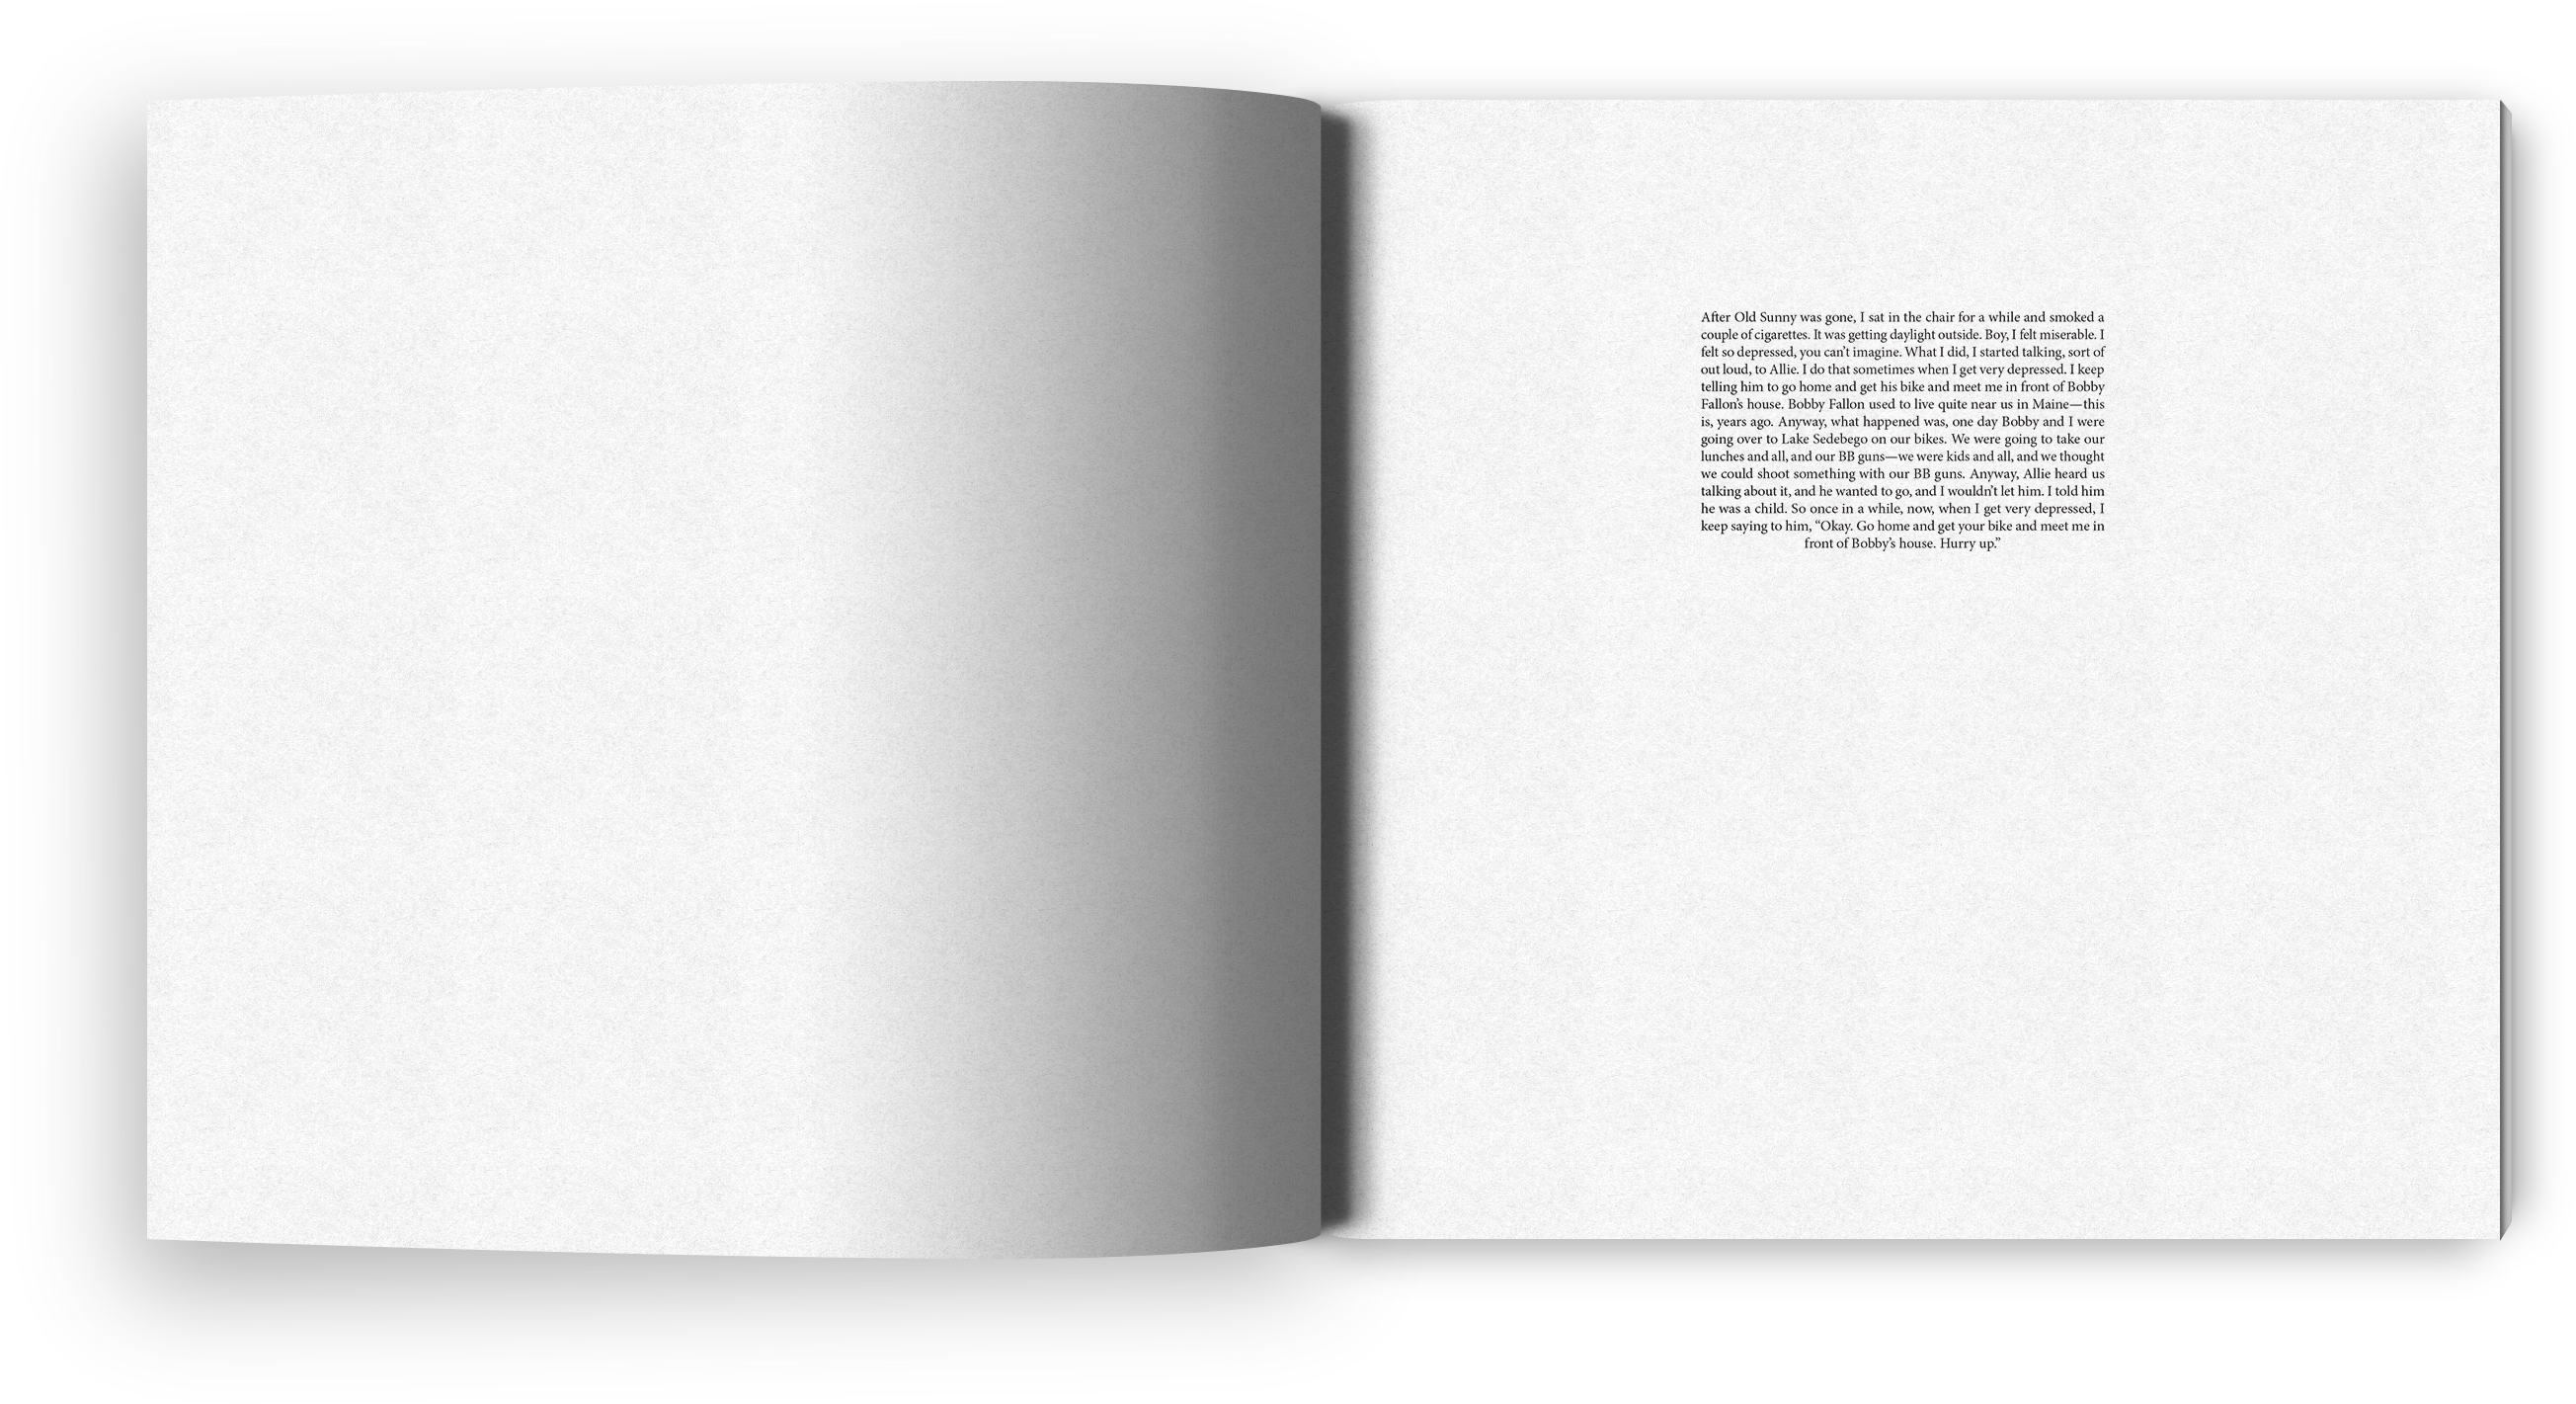 After Old Sunny was gone, I sat in the chair for a while and smoked a
couple of cigarettes. It was getting daylight outside. Boy, I felt miserable. I
felt so depressed, you can’t imagine. What I did, I started talking, sort of
out loud, to Allie. I do that sometimes when I get very depressed. I keep
telling him to go home and get his bike and meet me in front of Bobby
Fallon’s house. Bobby Fallon used to live quite near us in Maine—this
is, years ago. Anyway, what happened was, one day Bobby and I were
going over to Lake Sedebego on our bikes. We were going to take our
lunches and all, and our BB guns—we were kids and all, and we thought
we could shoot something with our BB guns. Anyway, Allie heard us
talking about it, and he wanted to go, and I wouldn’t let him. I told him
he was a child. So once in a while, now, when I get very depressed, I
keep saying to him, “Okay. Go home and get your bike and meet me in
front of Bobby’s house. Hurry up.”